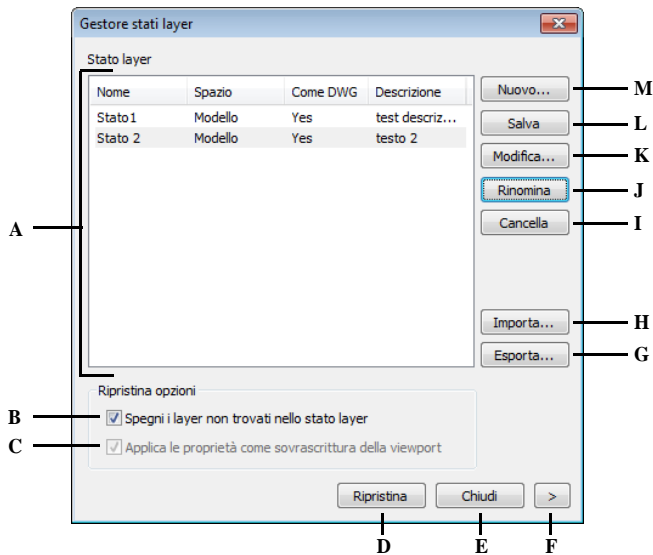 Gestore stati layer
Stato layer
Nome Spazio Come DWG Descrizione
Stato1 Modello Yes test descriz...
Stato 2 Modello Yes testo 2
Nuovo... M
Salva L
Modifica... K
Rinomina J
Cancella I
A
Importa... H
Esporta... G
Ripristina opzioni
B Spegni i layer non trovati nello stato layer
C Applica le proprietà come sovrascrittura della viewport
Ripristina Chiudi >
D E F